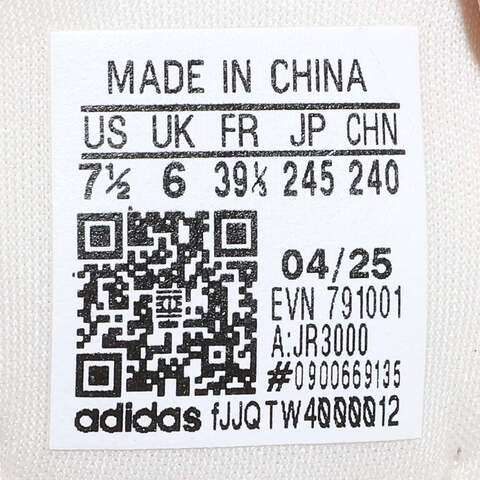 MADE IN CHINA
US UK FR JP CHN
7½ 6 39⅓ 245 240
04/25
EVN 791001
A:JR3000
#0900669135
adidas fJJQTW4000012